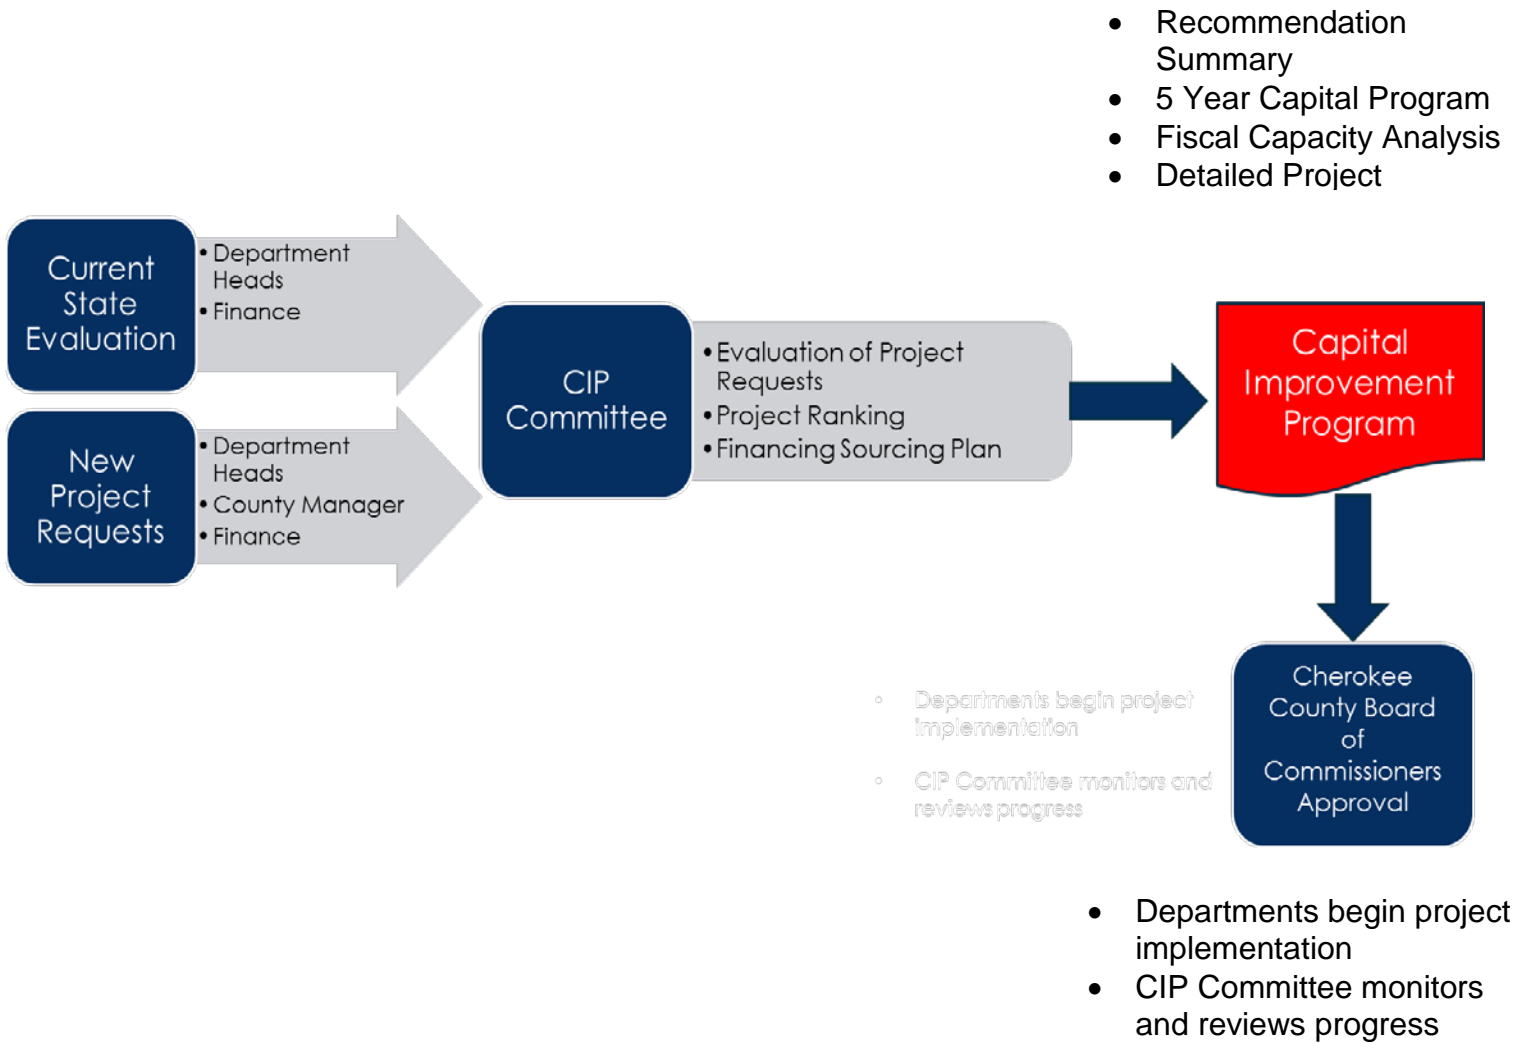 • Recommendation
Summary
• 5 Year Capital Program
• Fiscal Capacity Analysis
• Detailed Project
Current
State
Evaluation
• Department
Heads
• Finance
New
Project
Requests
• Department
Heads
• County Manager
• Finance
CIP
Committee
• Evaluation of Project
Requests
• Project Ranking
• Financing Sourcing Plan
Capital
Improvement
Program
Cherokee
County Board
of
Commissioners
Approval
• Departments begin project
implementation
• CIP Committee monitors and
reviews progress
• Departments begin project
implementation
• CIP Committee monitors
and reviews progress